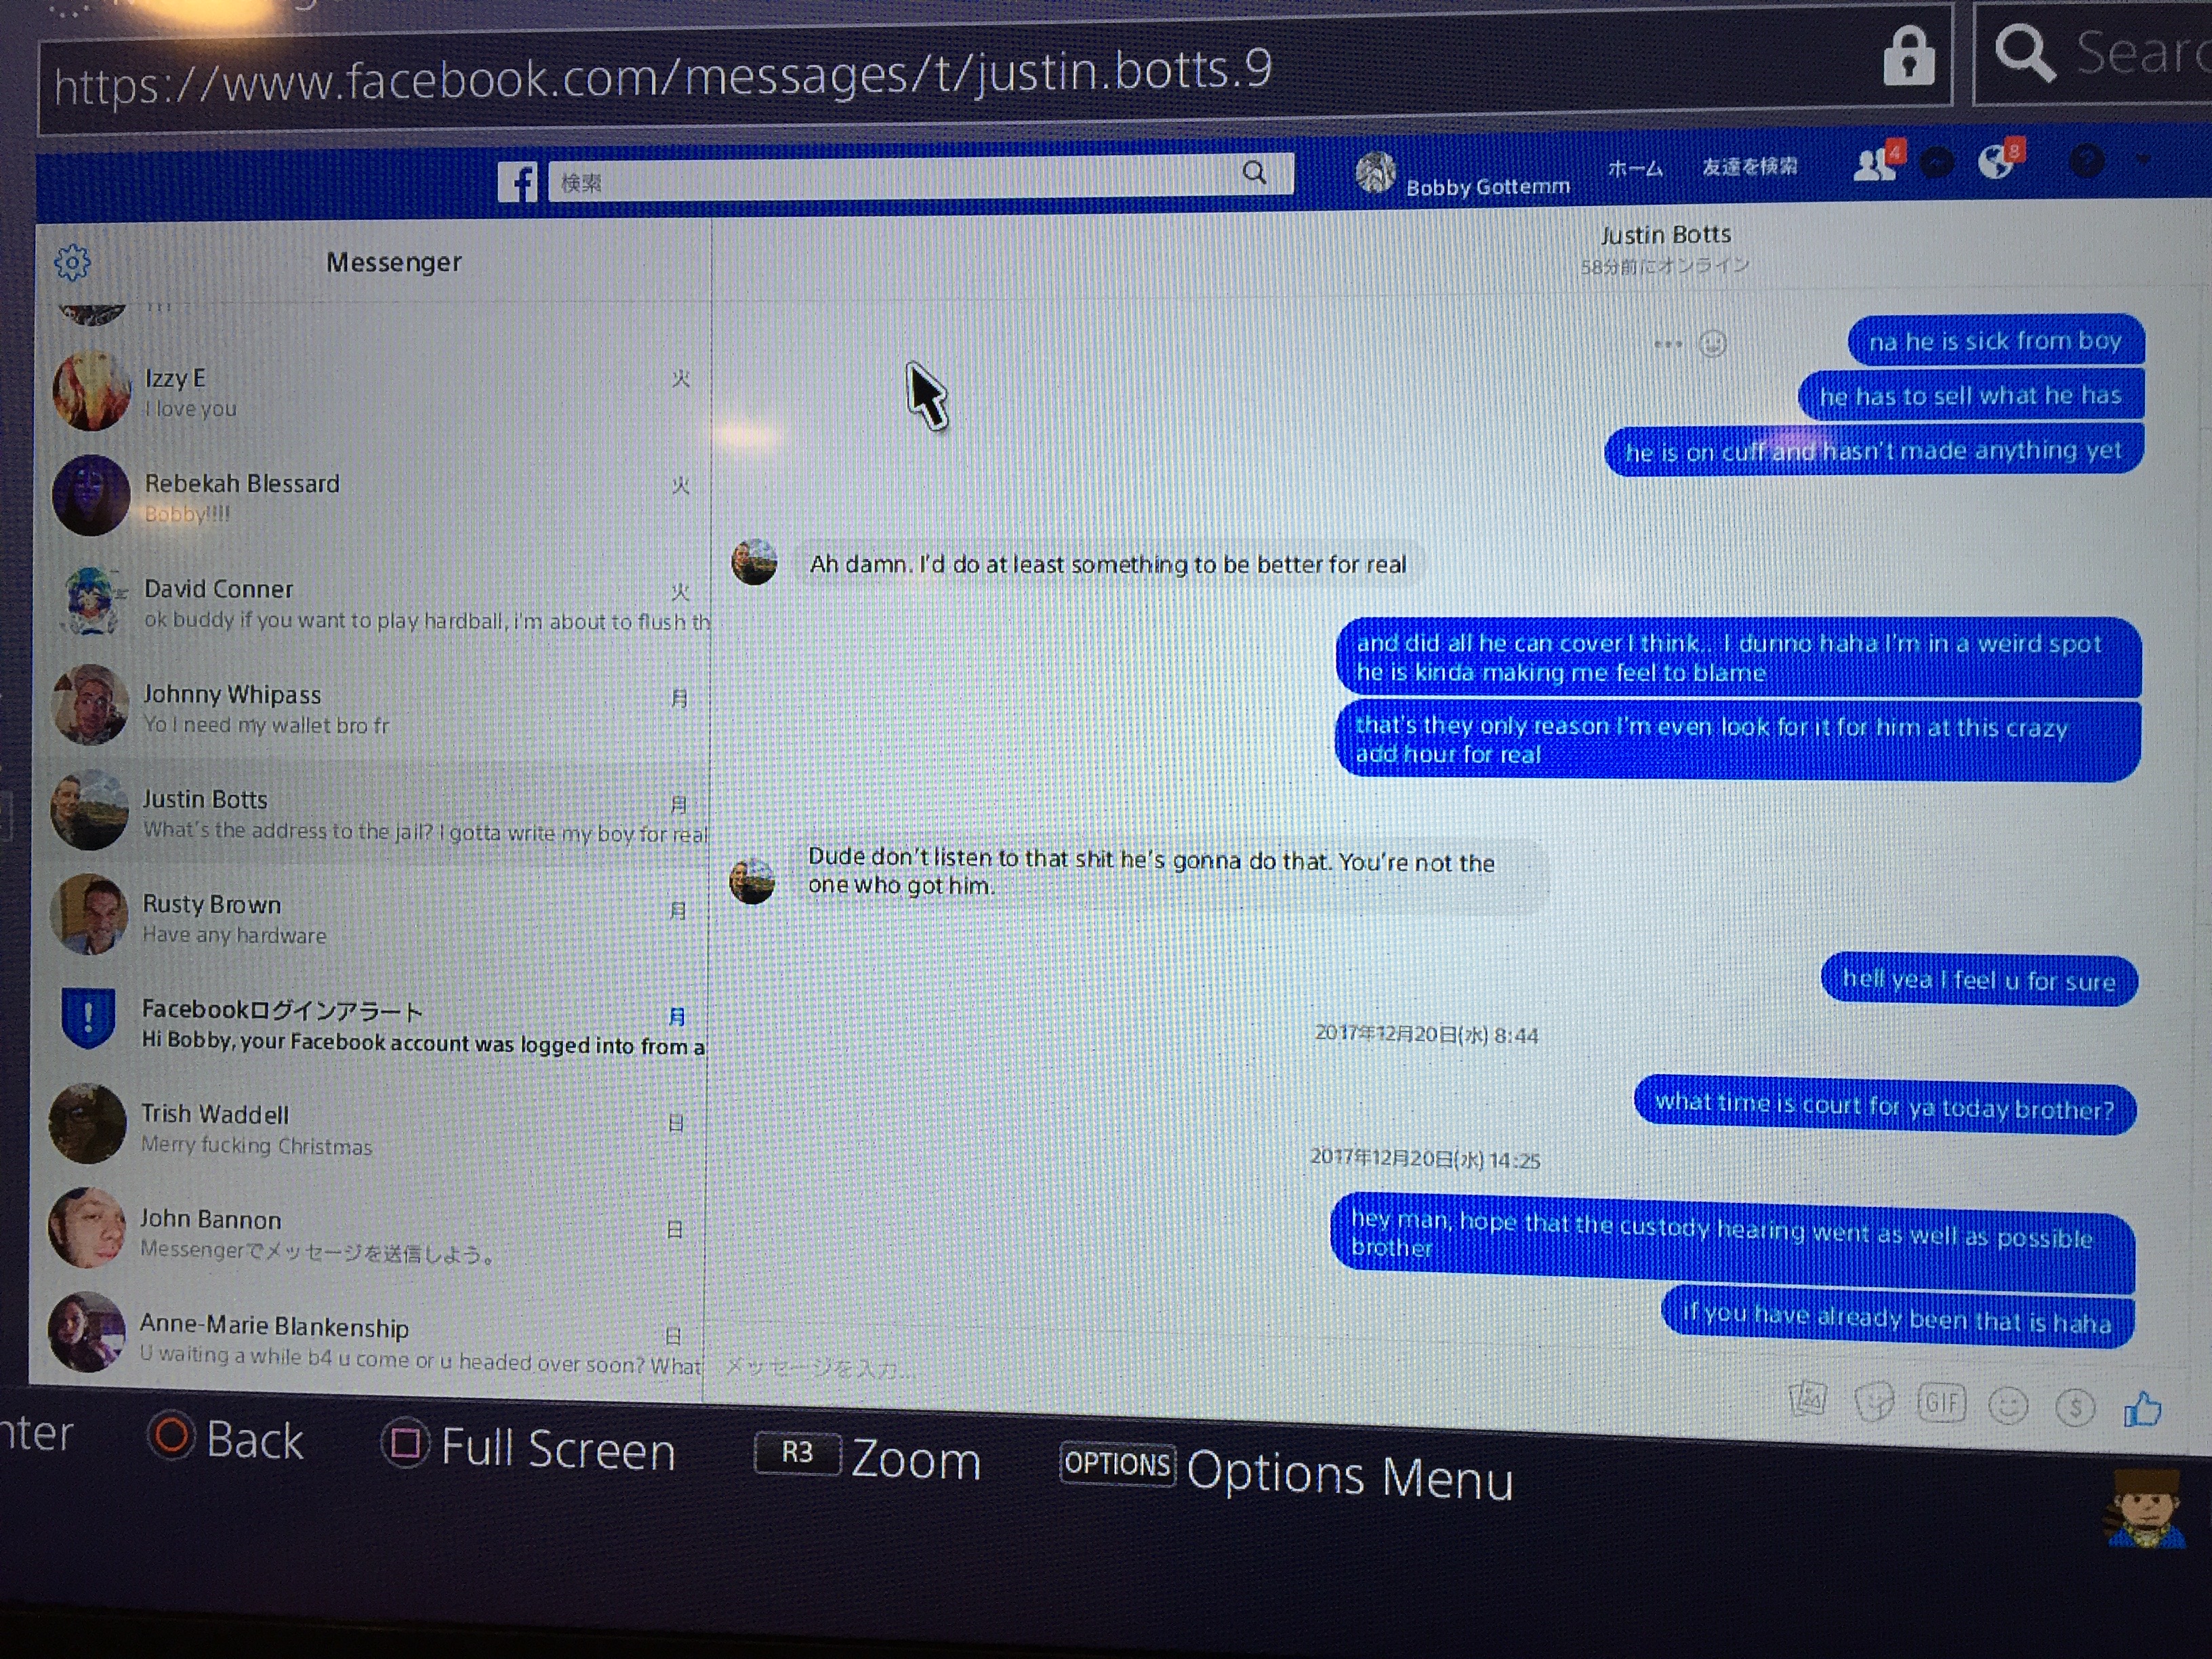 https://www.facebook.com/messages/t/justin.botts.9
Sear
検索
Bobby Gottemm
ホーム
友達を検索
4
8
Messenger
Justin Botts
58分前にオンライン
Izzy E
火
I love you
Rebekah Blessard
火
Bobby!!!!
David Conner
火
ok buddy if you want to play hardball, i'm about to flush th
Johnny Whipass
月
Yo I need my wallet bro fr
Justin Botts
月
What's the address to the jail? I gotta write my boy for real
Rusty Brown
月
Have any hardware
Facebookログインアラート
月
Hi Bobby, your Facebook account was logged into from a
Trish Waddell
日
Merry fucking Christmas
John Bannon
日
Messengerでメッセージを送信しよう。
Anne-Marie Blankenship
日
U waiting a while b4 u come or u headed over soon? What
na he is sick from boy
he has to sell what he has
he is on cuff and hasn't made anything yet
Ah damn. I'd do at least something to be better for real
and did all he can cover I think.. I dunno haha I'm in a weird spot
he is kinda making me feel to blame
that's they only reason I'm even look for it for him at this crazy
add hour for real
Dude don't listen to that shit he's gonna do that. You're not the
one who got him.
hell yea I feel u for sure
2017年12月20日(水) 8:44
what time is court for ya today brother?
2017年12月20日(水) 14:25
hey man, hope that the custody hearing went as well as possible
brother
if you have already been that is haha
メッセージを入力...
GIF
nter
Back
Full Screen
R3
Zoom
OPTIONS
Options Menu